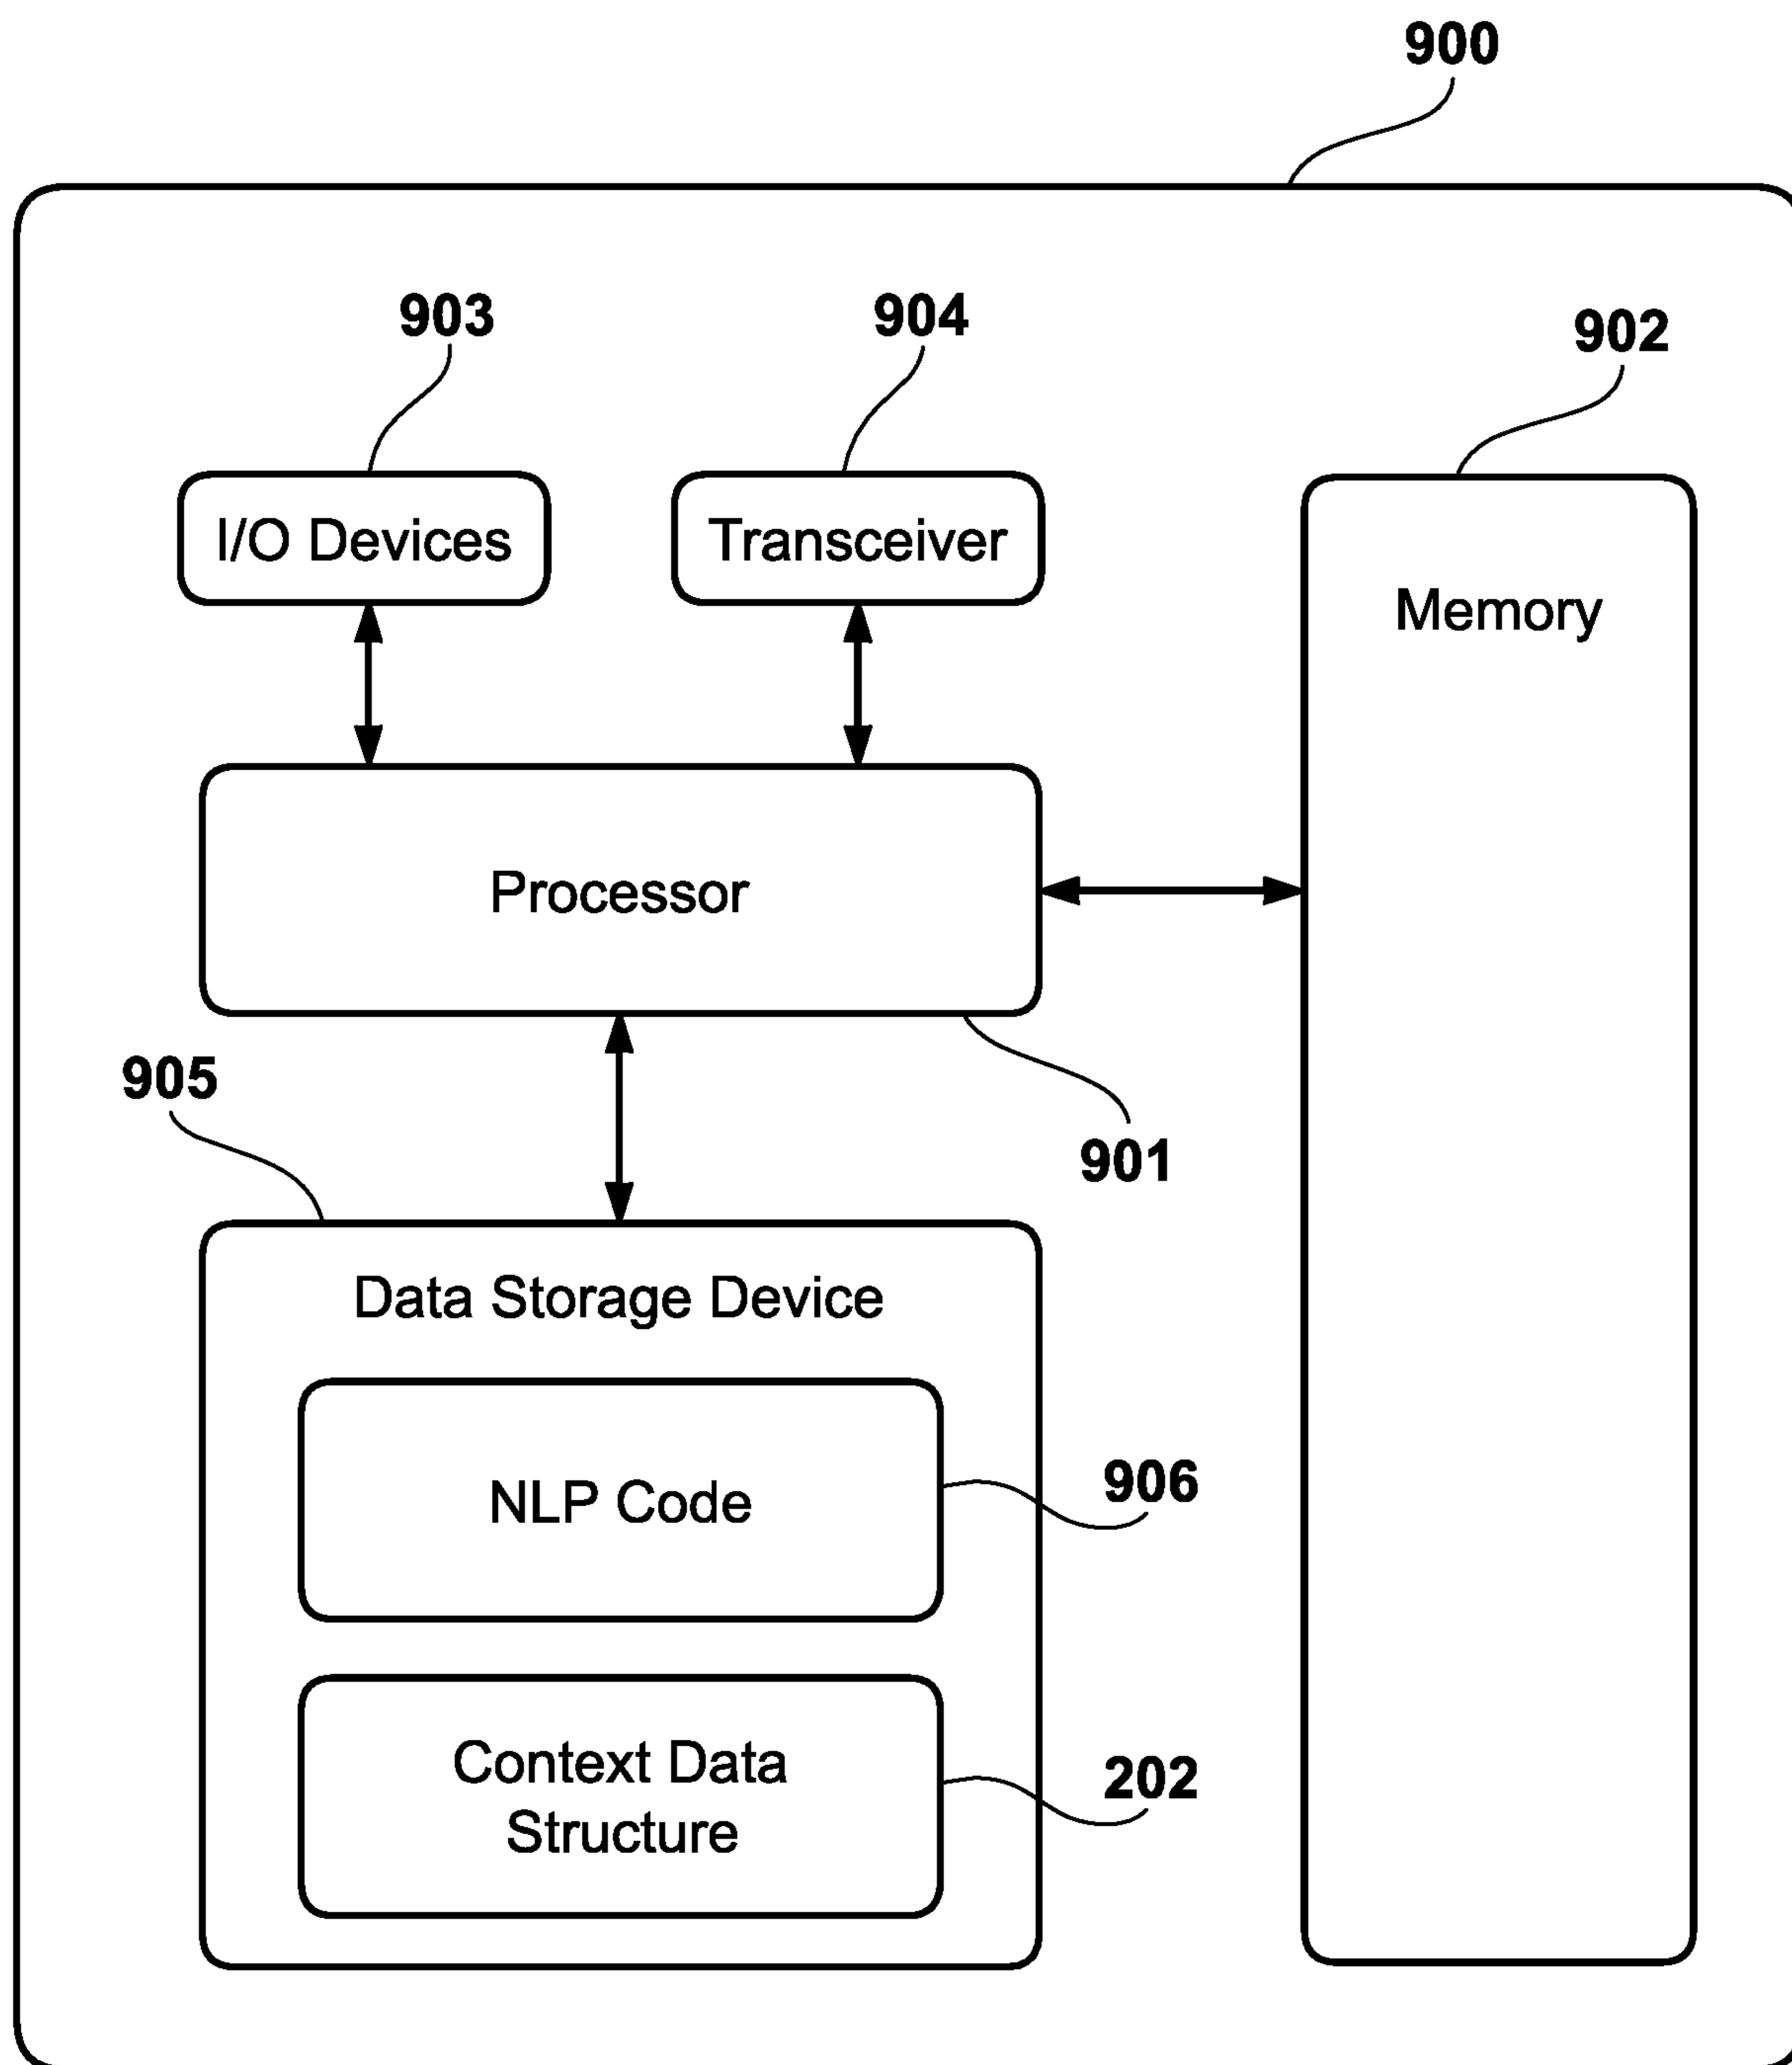 900
903
904
902
I/O Devices
Transceiver
Memory
Processor
905
901
Data Storage Device
NLP Code
906
Context Data
Structure
202